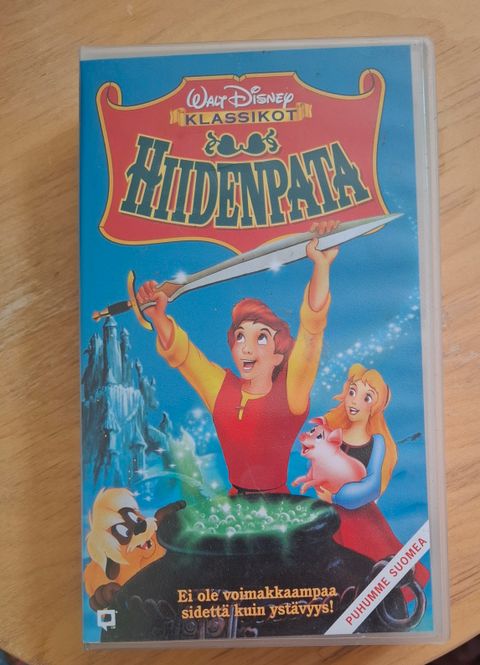 WALT DISNEY
KLASSIKOT
HIIDENPATA
Ei ole voimakkaampaa
sidettä kuin ystävyys!
PUHUMME SUOMEA